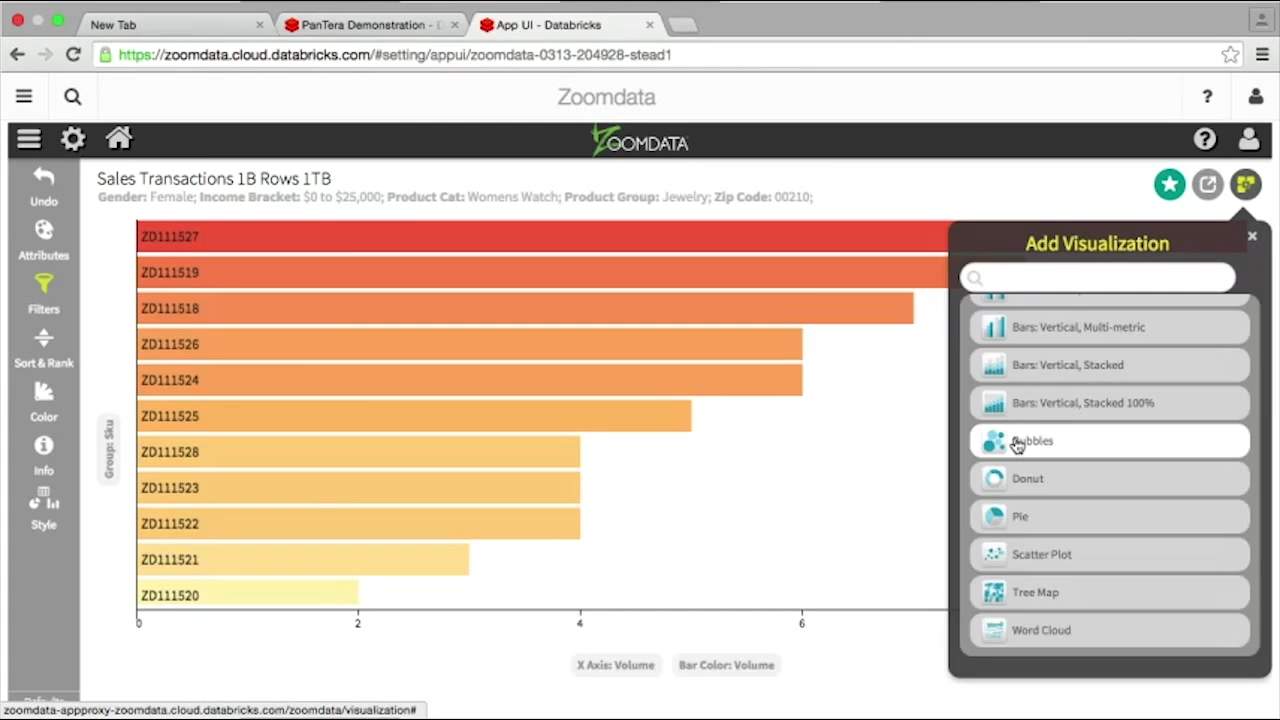 New Tab
PanTera Demonstration - D
App UI - Databricks
https://zoomdata.cloud.databricks.com/#setting/appui/zoomdata-0313-204928-stead1
Zoomdata
?
ZOOMDATA
?
Undo
Attributes
Filters
Sort & Rank
Color
Info
Style
Sales Transactions 1B Rows 1TB
Gender: Female; Income Bracket: $0 to $25,000; Product Cat: Womens Watch; Product Group: Jewelry; Zip Code: 00210;
Group: Sku
ZD111527
ZD111519
ZD111518
ZD111526
ZD111524
ZD111525
ZD111528
ZD111523
ZD111522
ZD111521
ZD111520
0 2 4 6
X Axis: Volume Bar Color: Volume
Add Visualization
Bars: Vertical, Multi-metric
Bars: Vertical, Stacked
Bars: Vertical, Stacked 100%
Bubbles
Donut
Pie
Scatter Plot
Tree Map
Word Cloud
zoomdata-appproxy-zoomdata.cloud.databricks.com/zoomdata/visualization#